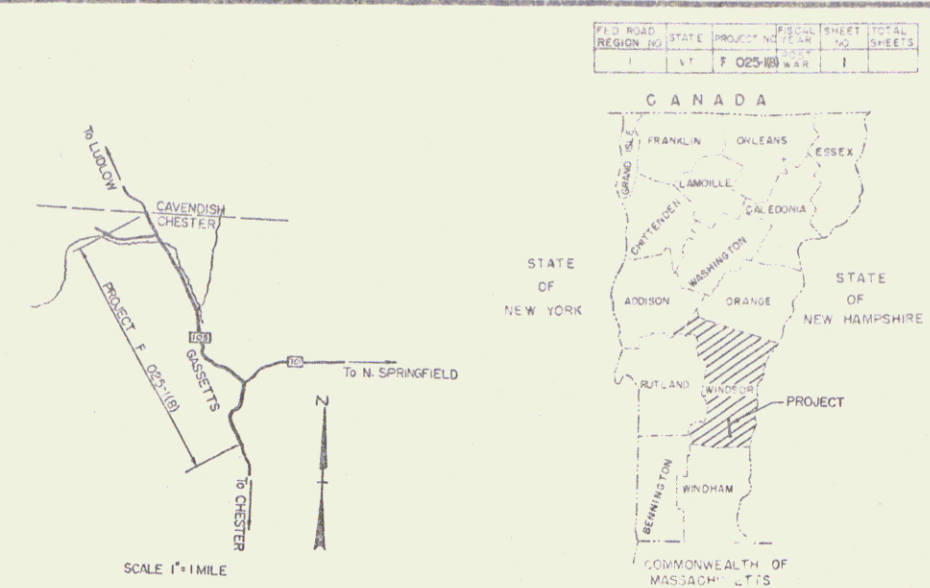 FED ROAD REGION NO
STATE
PROJECT NO
FISCAL YEAR
SHEET NO
TOTAL SHEETS
1
VT
F 025-1(8)
POST WAR
1
To LUDLOW
CAVENDISH
CHESTER
PROJECT F 025-1(8)
GASSETTS
103
10
To N. SPRINGFIELD
N
To CHESTER
SCALE 1" = 1 MILE
CANADA
GRAND ISLE
FRANKLIN
ORLEANS
ESSEX
LAMOILLE
CHITTENDEN
CALEDONIA
WASHINGTON
STATE
OF
NEW YORK
ADDISON
ORANGE
STATE
OF
NEW HAMPSHIRE
RUTLAND
WINDSOR
PROJECT
BENNINGTON
WINDHAM
COMMONWEALTH OF